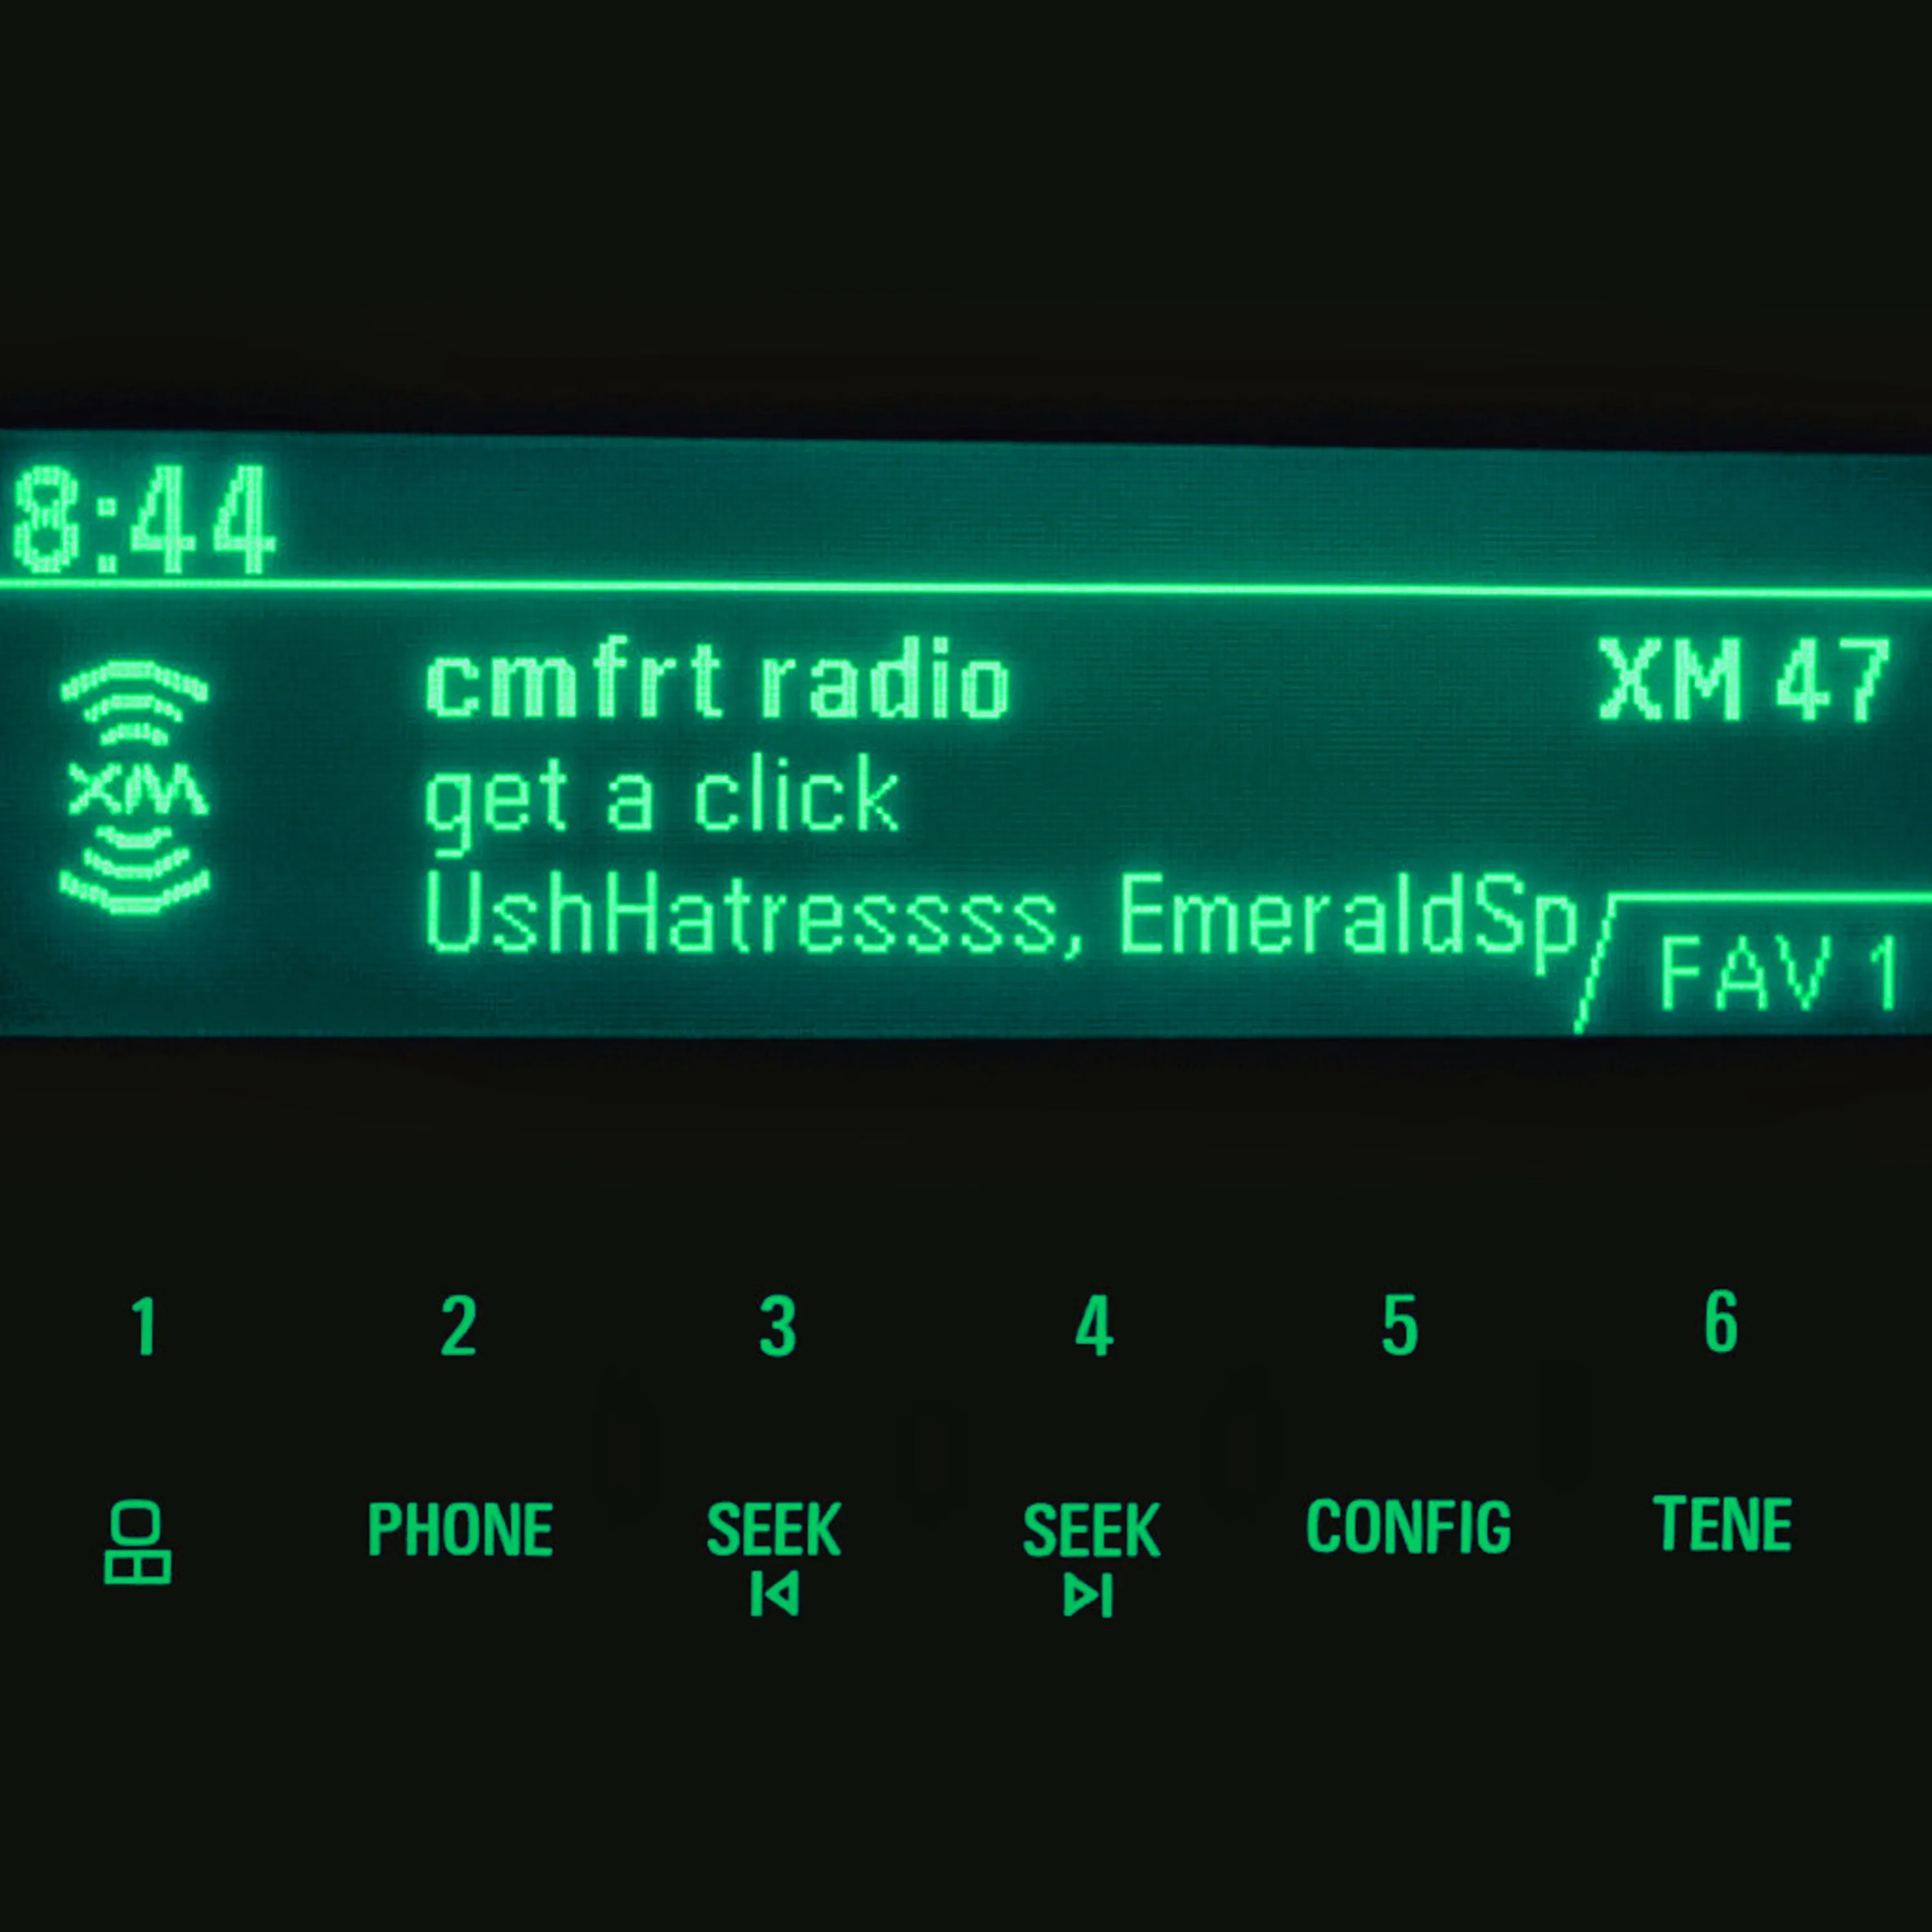 8:44
cmfrt radio
XM 47
XM
get a click
UshHatressss, EmeraldSp
FAV 1
1 2 3 4 5 6
PHONE SEEK SEEK CONFIG TENE